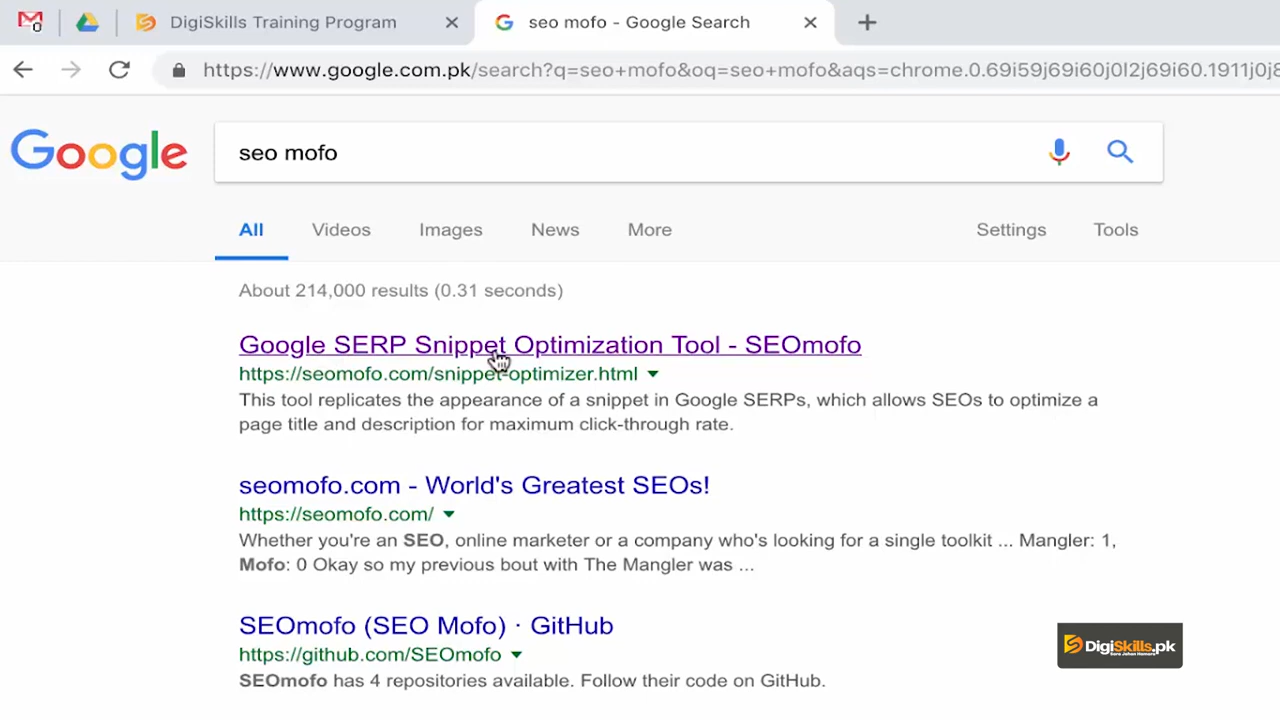 DigiSkills Training Program
seo mofo - Google Search
https://www.google.com.pk/search?q=seo+mofo&oq=seo+mofo&aqs=chrome.0.69i59j69i60j0l2j69i60.1911j0j8
Google
seo mofo
All Videos Images News More Settings Tools
About 214,000 results (0.31 seconds)
Google SERP Snippet Optimization Tool - SEOmofo
https://seomofo.com/snippet-optimizer.html
This tool replicates the appearance of a snippet in Google SERPs, which allows SEOs to optimize a
page title and description for maximum click-through rate.
seomofo.com - World's Greatest SEOs!
https://seomofo.com/
Whether you're an SEO, online marketer or a company who's looking for a single toolkit ... Mangler: 1,
Mofo: 0 Okay so my previous bout with The Mangler was ...
SEOmofo (SEO Mofo) · GitHub
https://github.com/SEOmofo
SEOmofo has 4 repositories available. Follow their code on GitHub.
DigiSkills.pk